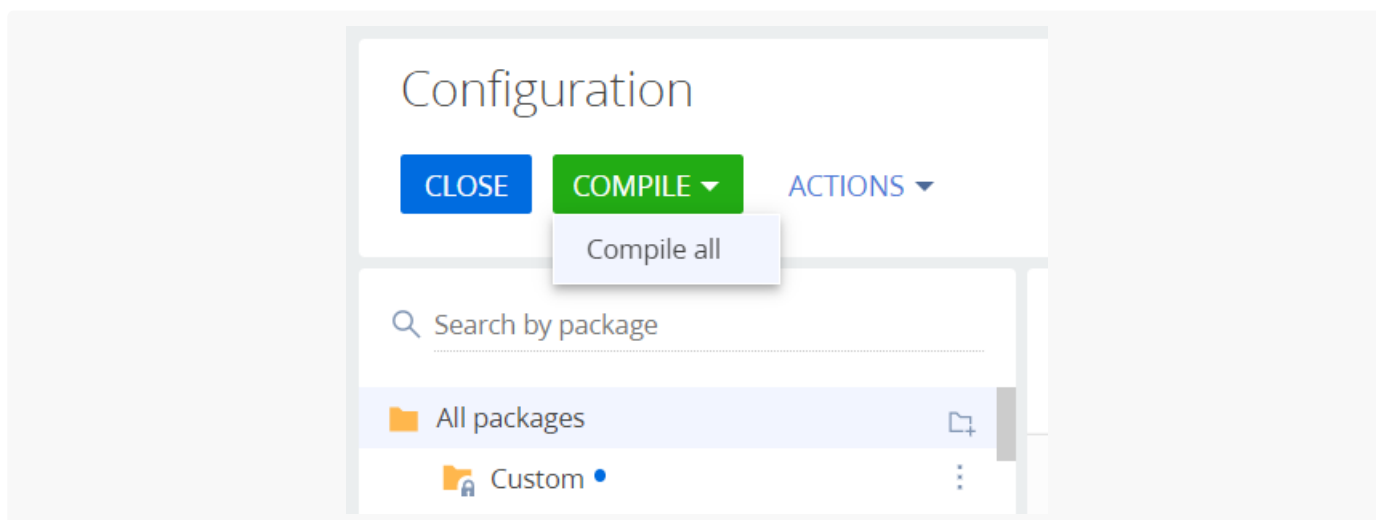 Configuration
CLOSE COMPILE ACTIONS
Compile all
Search by package
All packages
Custom